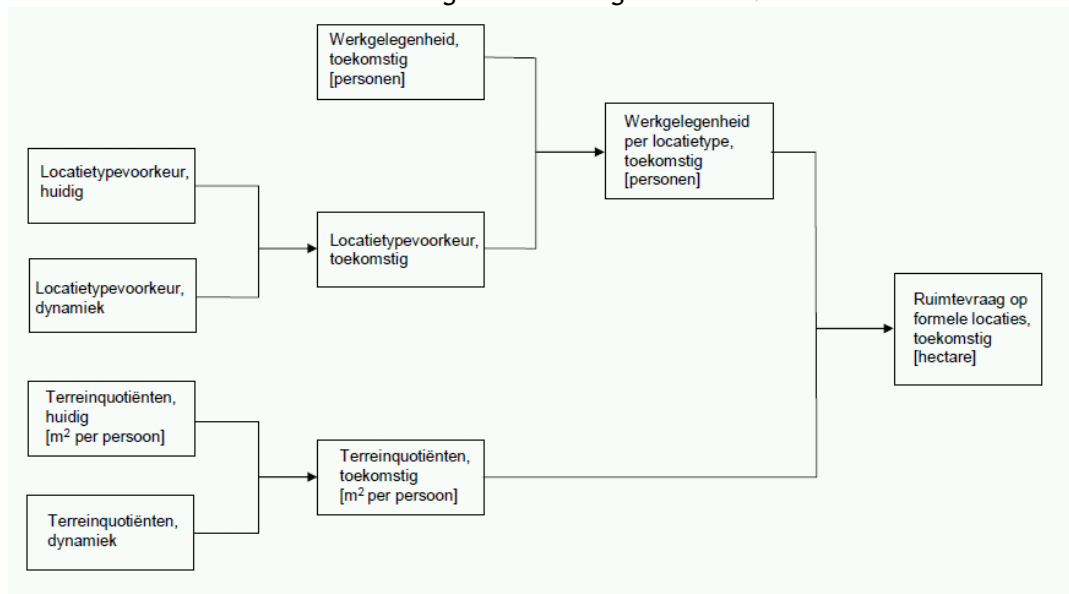 Werkgelegenheid,
toekomstig
[personen]
Werkgelegenheid
per locatietype,
toekomstig
[personen]
Locatietypevoorkeur,
huidig
Locatietypevoorkeur,
toekomstig
Locatietypevoorkeur,
dynamiek
Ruimtevraag op
formele locaties,
toekomstig
[hectare]
Terreinquotiënten,
huidig
[m² per persoon]
Terreinquotiënten,
toekomstig
[m² per persoon]
Terreinquotiënten,
dynamiek